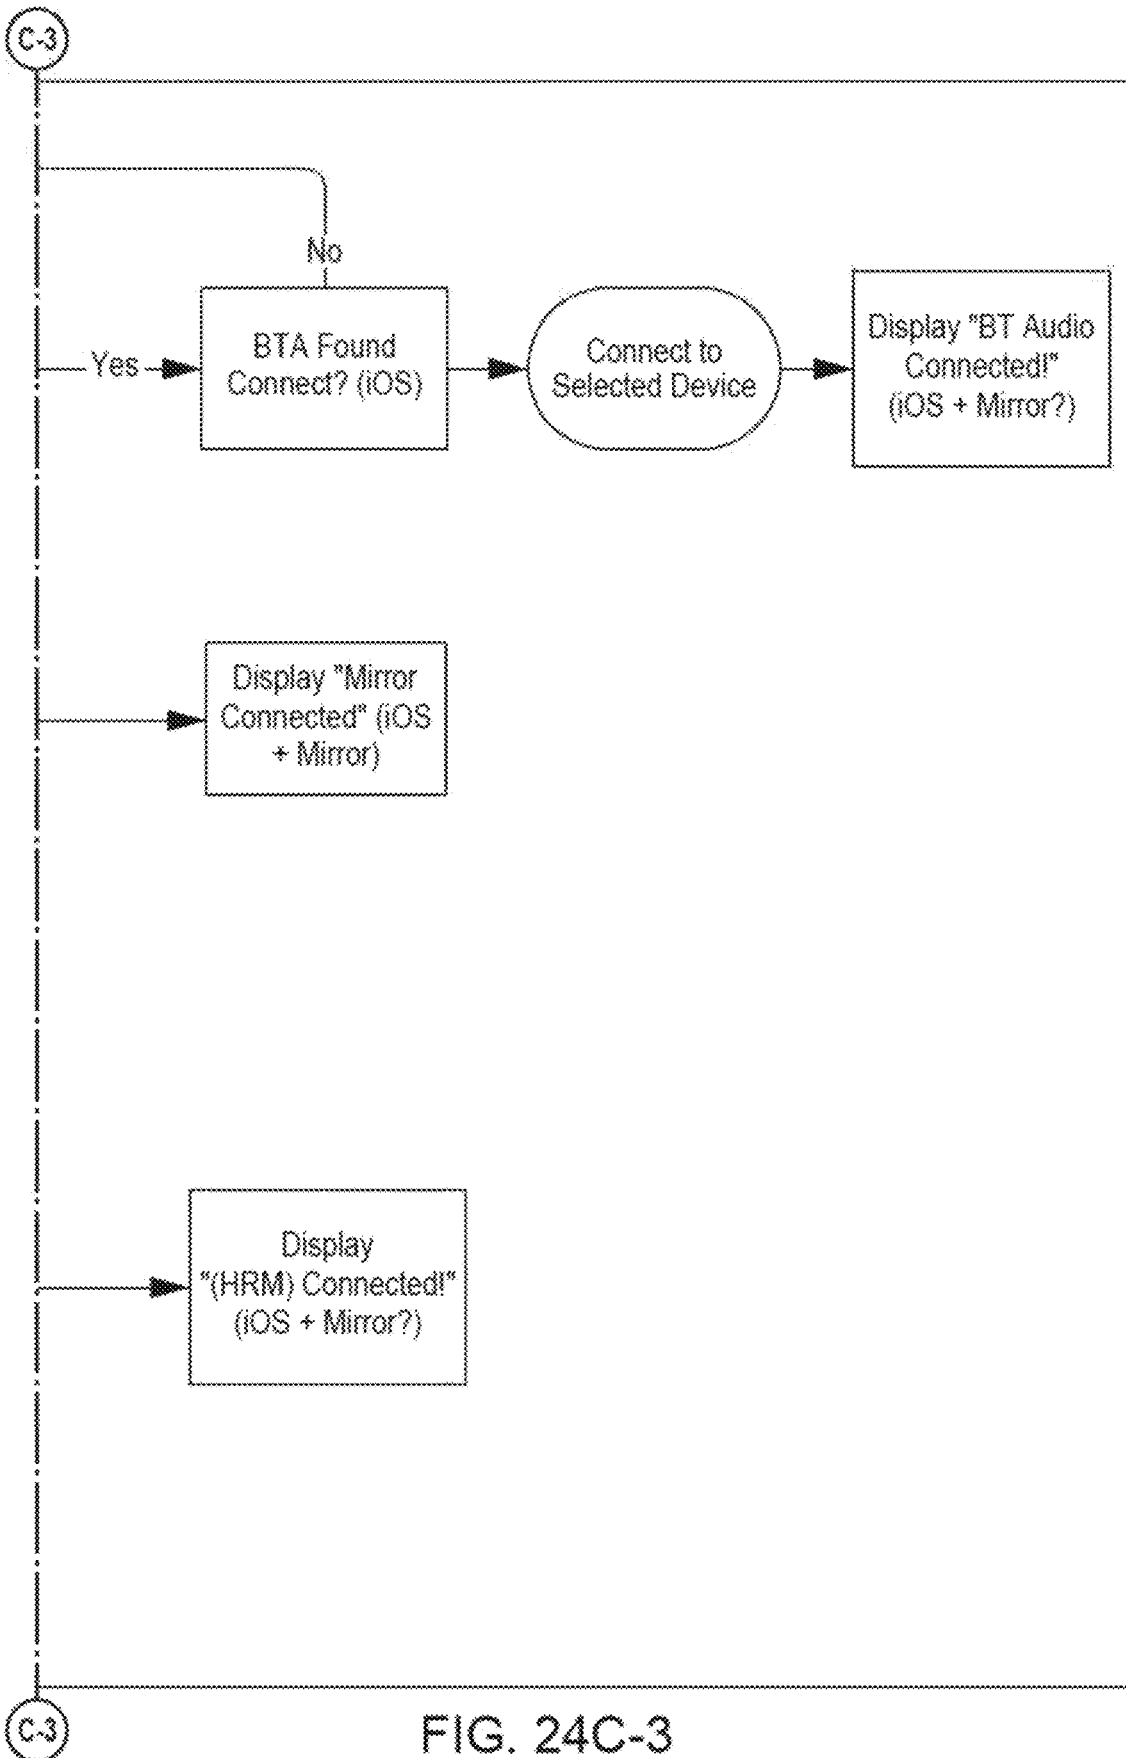 C-3
No
Yes
BTA Found
Connect? (iOS)
Connect to
Selected Device
Display "BT Audio
Connected!"
(iOS + Mirror?)
Display "Mirror
Connected" (iOS
+ Mirror)
Display
"(HRM) Connected!"
(iOS + Mirror?)
C-3
FIG. 24C-3